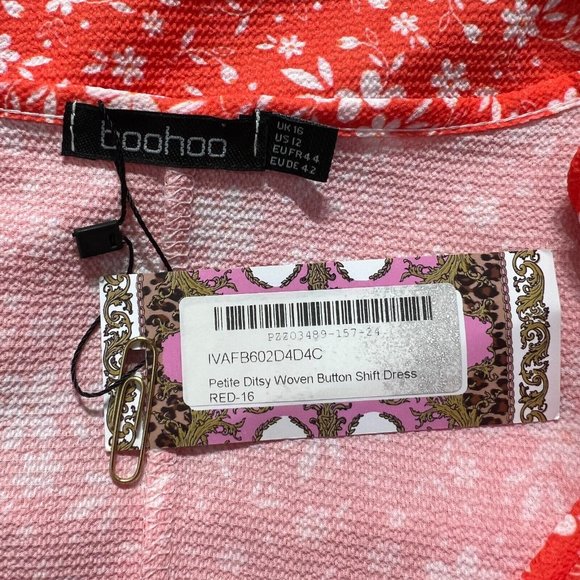 boohoo
UK 16
US 12
EU FR 44
EU DE 42
PZZ03489-157-24
IVAFB602D4D4C
Petite Ditsy Woven Button Shift Dress
RED-16